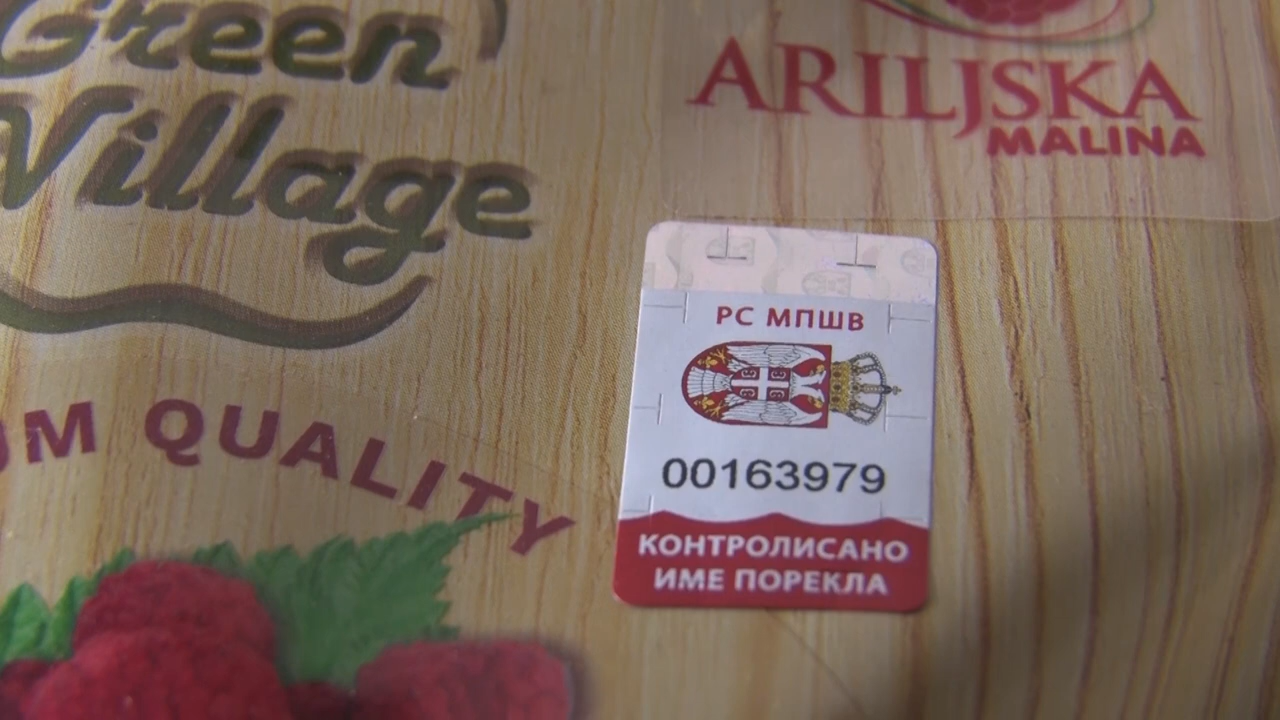 Green
Village
ARILJSKA
MALINA
РС МПШВ
00163979
КОНТРОЛИСАНО
ИМЕ ПОРЕКЛА
QUALITY